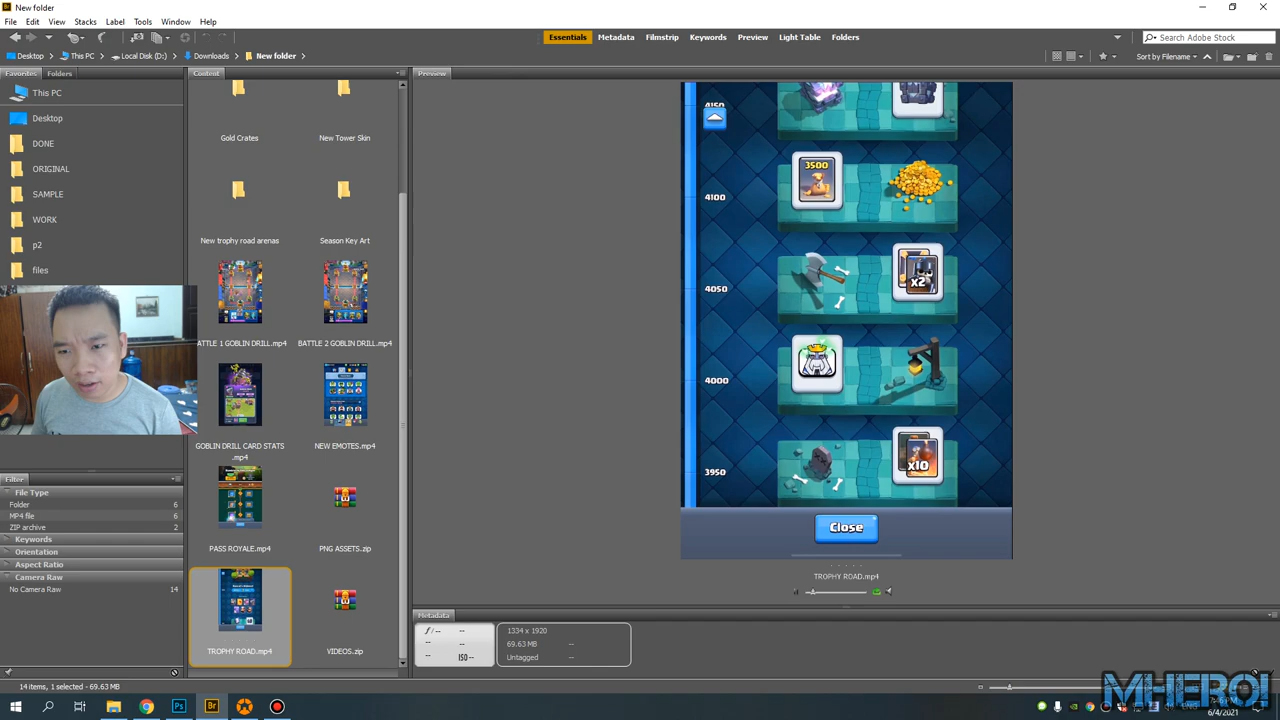 New folder
File Edit View Stacks Label Tools Window Help
Essentials Metadata Filmstrip Keywords Preview Light Table Folders
Search Adobe Stock
Desktop This PC Local Disk (D:) Downloads New folder
Sort by Filename
Favorites Folders
Content
Preview
This PC
Desktop
DONE
ORIGINAL
SAMPLE
WORK
p2
files
Gold Crates New Tower Skin
New trophy road arenas Season Key Art
BATTLE 1 GOBLIN DRILL.mp4 BATTLE 2 GOBLIN DRILL.mp4
GOBLIN DRILL CARD STATS .mp4 NEW EMOTES.mp4
PASS ROYALE.mp4 PNG ASSETS.zip
TROPHY ROAD.mp4 VIDEOS.zip
4150
3500
4100
4050
x2
4000
3950
x10
Close
TROPHY ROAD.mp4
Filter
File Type
Folder 6
MP4 file 6
ZIP archive 2
Keywords
Orientation
Aspect Ratio
Camera Raw
No Camera Raw 14
Metadata
f/-- --
-- --
-- ISO --
1334 x 1920
69.63 MB --
Untagged --
14 items, 1 selected - 69.63 MB
MHERO!
Ps
Br
6/4/2021